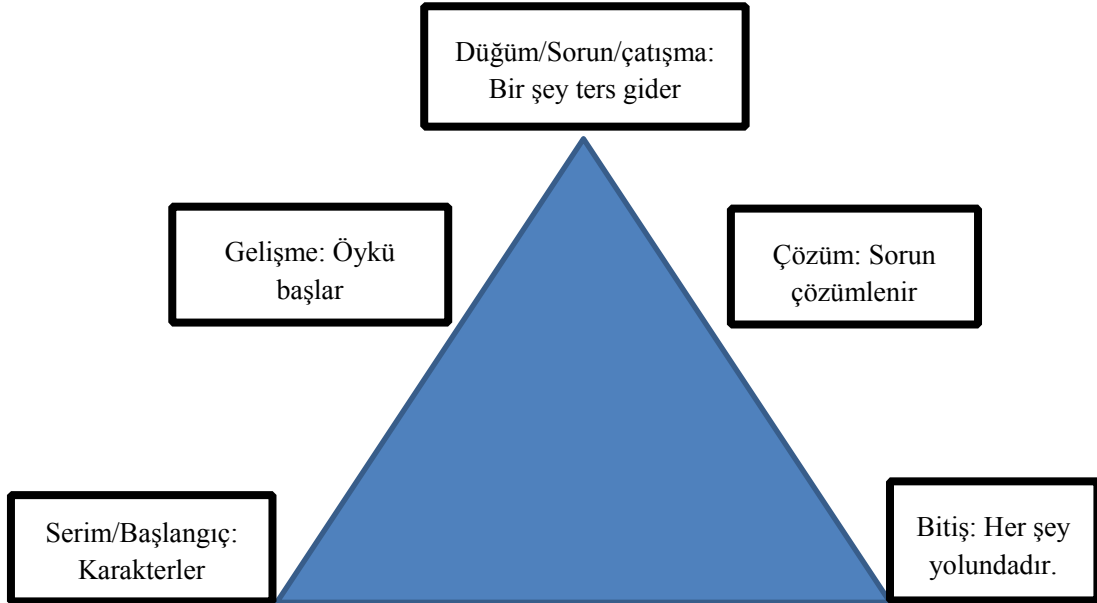 Düğüm/Sorun/çatışma:
Bir şey ters gider
Gelişme: Öykü
başlar
Çözüm: Sorun
çözümlenir
Serim/Başlangıç:
Karakterler
Bitiş: Her şey
yolundadır.